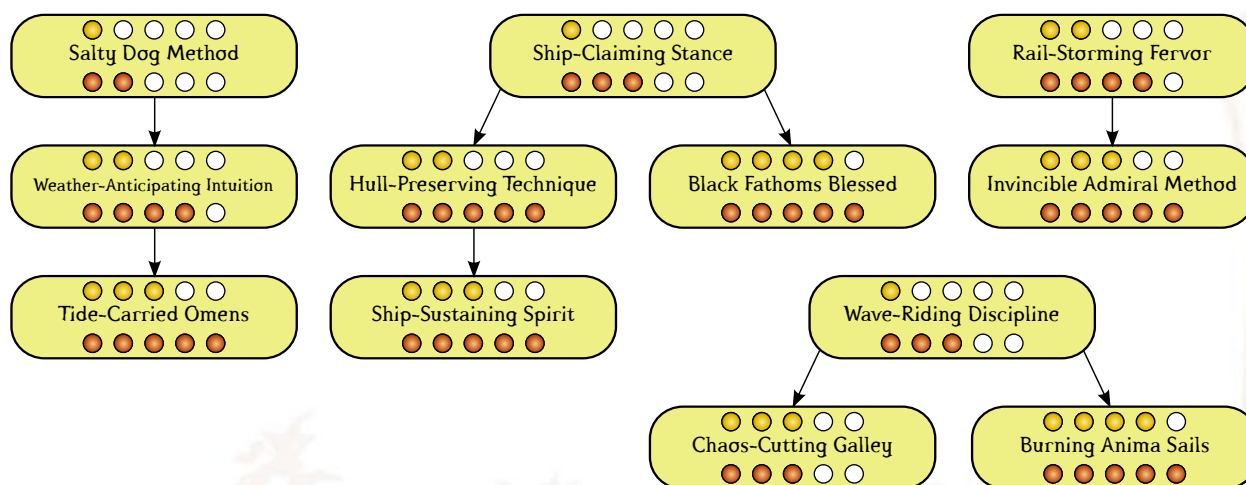 Salty Dog Method
Ship-Claiming Stance
Rail-Storming Fervor
Weather-Anticipating Intuition
Hull-Preserving Technique
Black Fathoms Blessed
Invincible Admiral Method
Tide-Carried Omens
Ship-Sustaining Spirit
Wave-Riding Discipline
Chaos-Cutting Galley
Burning Anima Sails